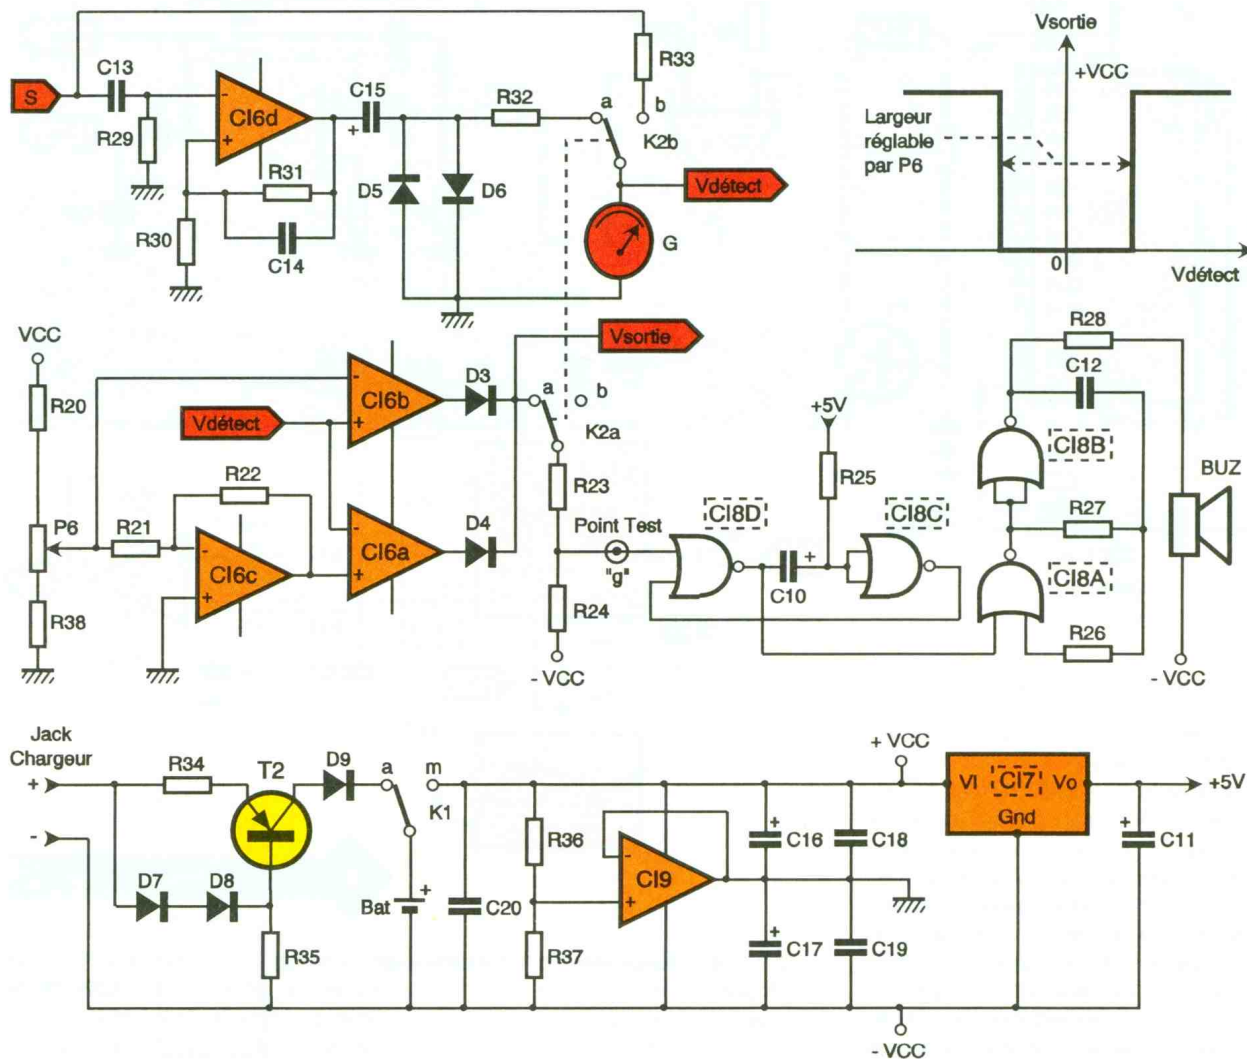 S
C13
R29
-
+
CI6d
R30
R31
C14
C15
+
D5
D6
R32
a
b
R33
K2b
Vdétect
G
Vsortie
+VCC
Largeur
réglable
par P6
0
Vdétect
VCC
R20
P6
R38
R21
R22
Vdétect
-
+
CI6c
-
+
CI6b
-
+
CI6a
D3
D4
Vsortie
a
b
K2a
R23
Point Test
"g"
R24
- VCC
+5V
R25
CI8D
C10
+
CI8C
R28
C12
CI8B
R27
CI8A
R26
BUZ
- VCC
Jack
Chargeur
+
-
R34
T2
D9
D7
D8
R35
a
m
K1
Bat
+
C20
R36
R37
-
+
CI9
+
C16
+
C17
C18
C19
+ VCC
- VCC
VI
CI7
Vo
Gnd
+
C11
+5V